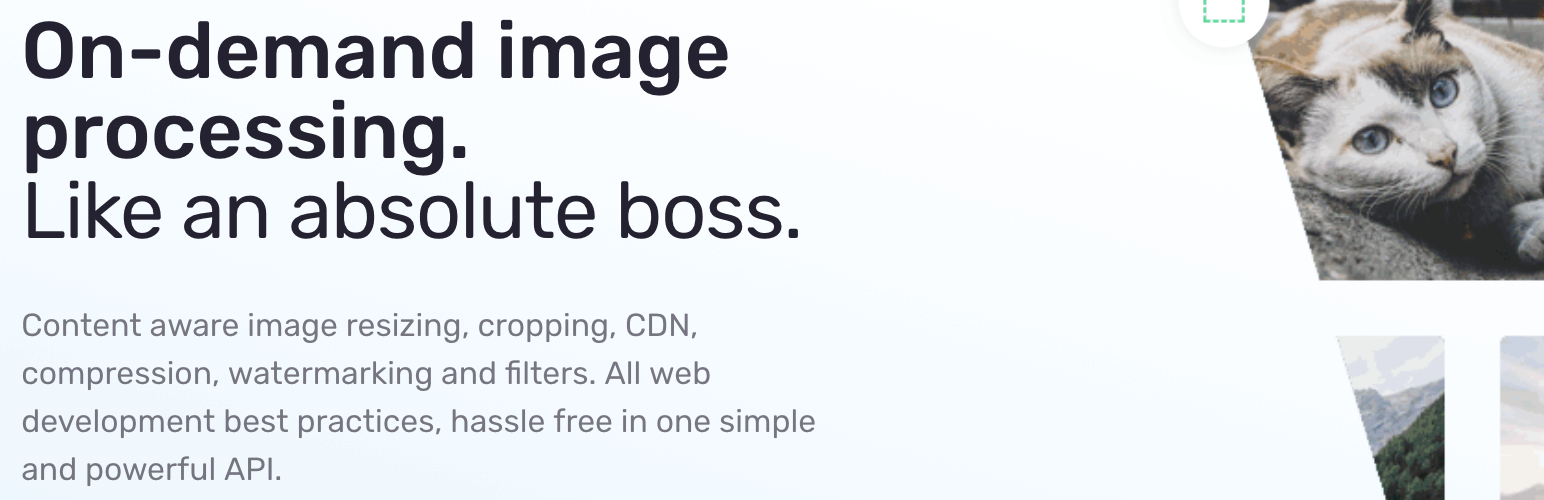 On-demand image
processing.
Like an absolute boss.
Content aware image resizing, cropping, CDN,
compression, watermarking and filters. All web
development best practices, hassle free in one simple
and powerful API.